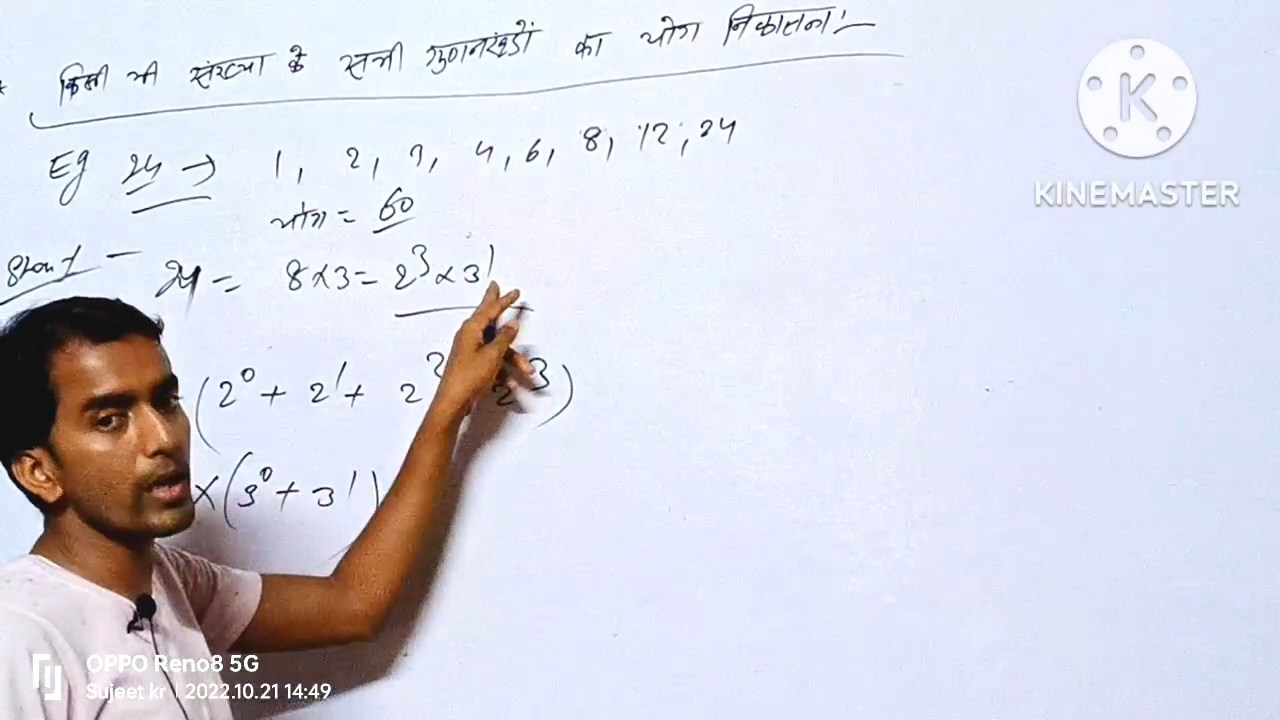 * किसी भी संख्या के सभी गुणनखंडों का योग निकालना :-
Eg 24 → 1, 2, 3, 4, 6, 8, 12, 24
योग = 60
Short - 24 = 8×3 = 2³ × 3¹
(2⁰ + 2¹ + 2² 2³)
×(3⁰ + 3¹)
K
KINEMASTER
OPPO Reno8 5G
Sujeet kr | 2022.10.21 14:49